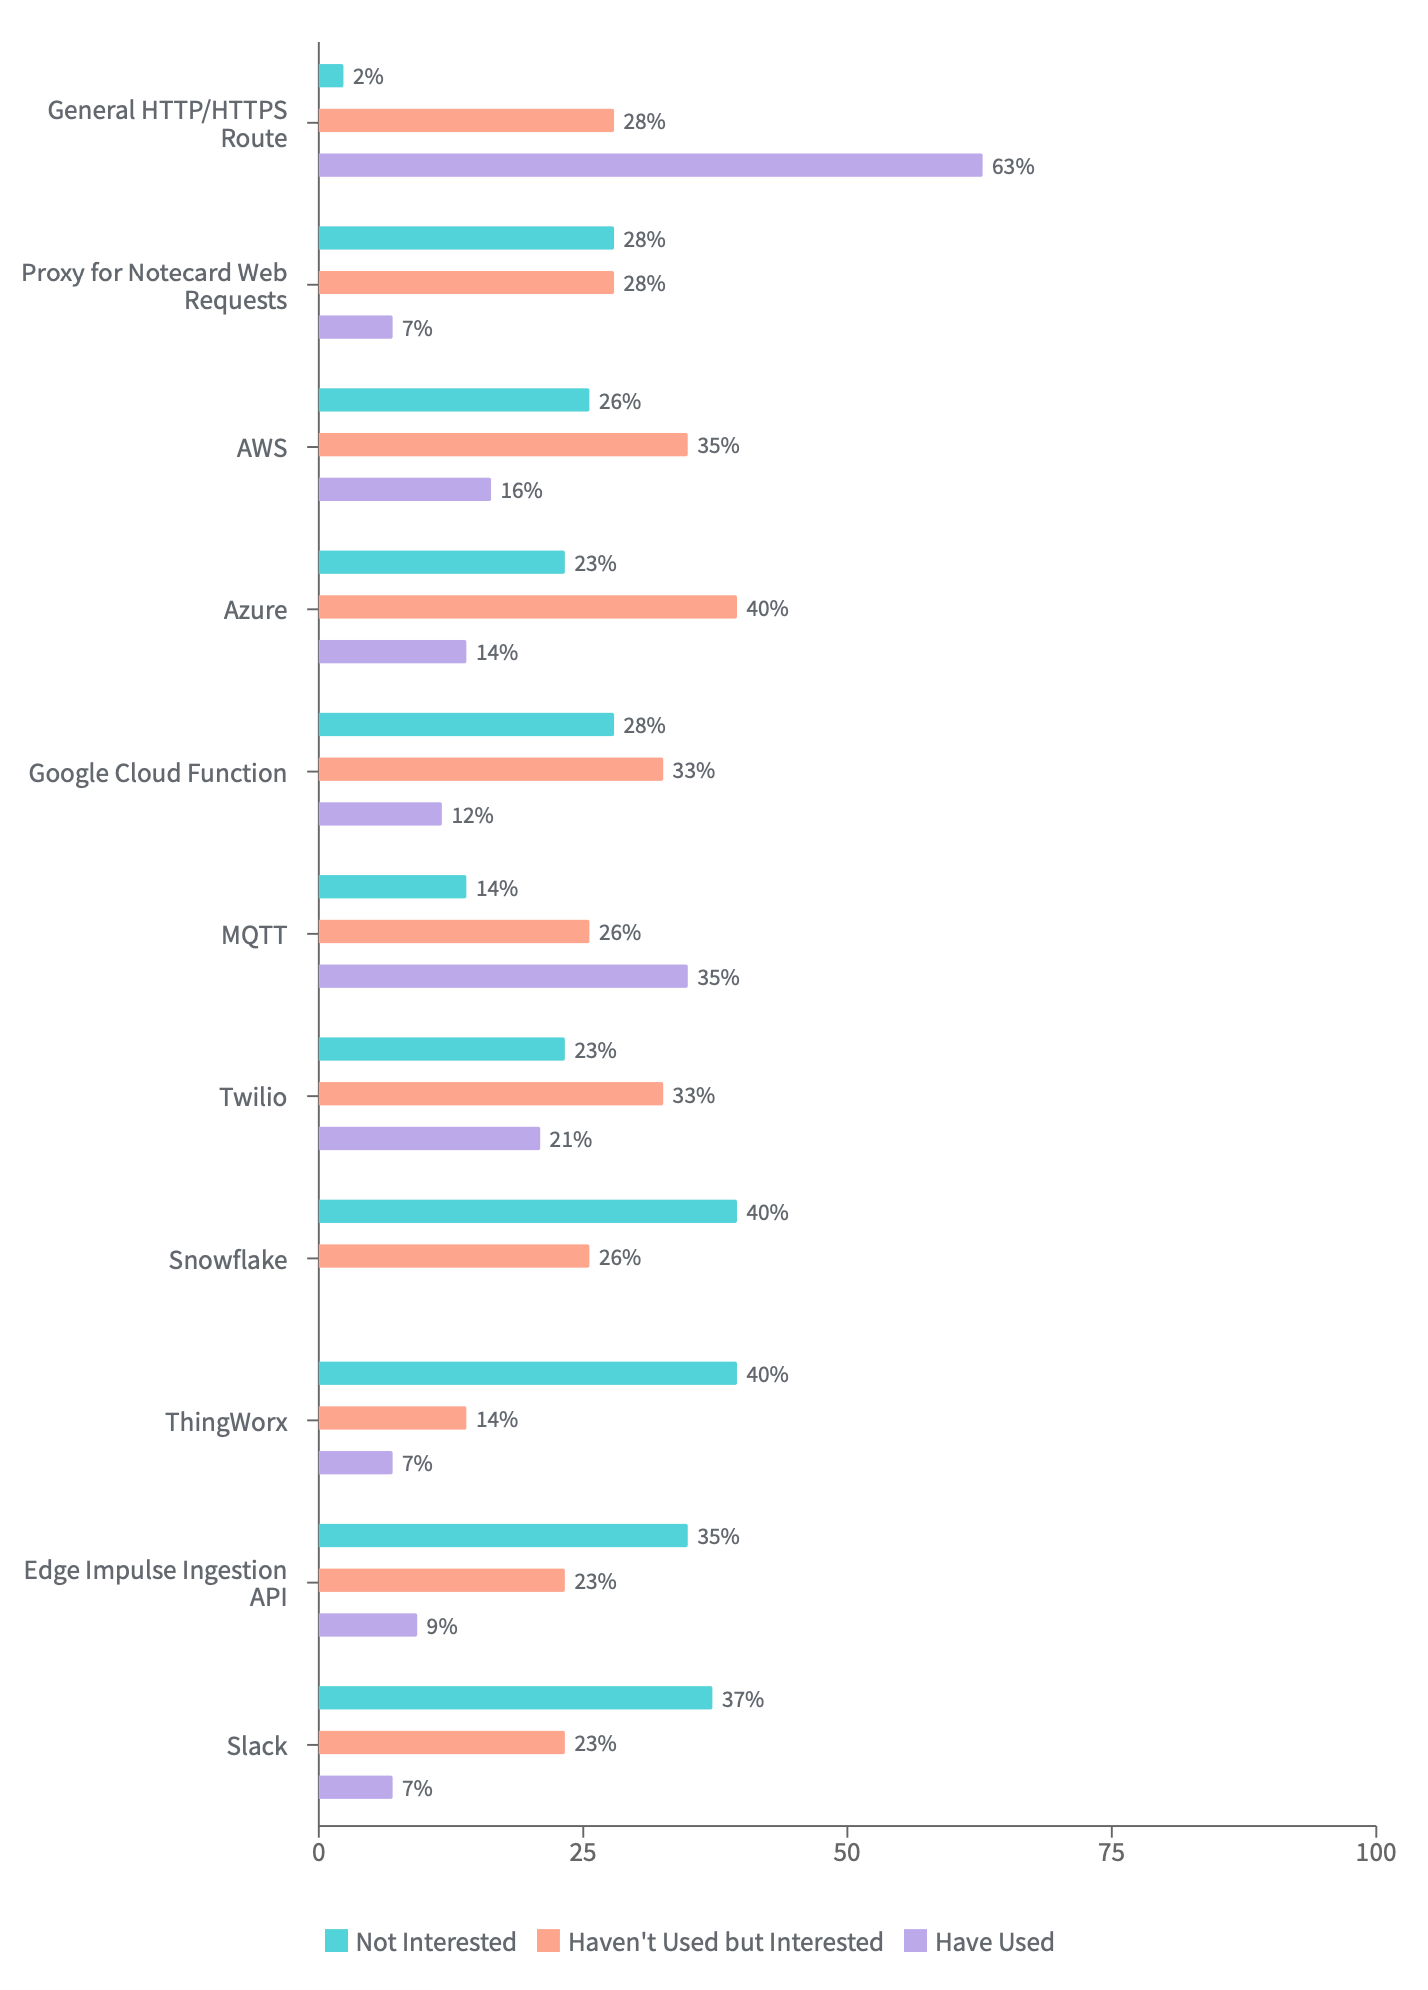 2%
General HTTP/HTTPS
Route
28%
63%
28%
Proxy for Notecard Web
Requests
28%
7%
26%
AWS
35%
16%
23%
Azure
40%
14%
28%
Google Cloud Function
33%
12%
14%
MQTT
26%
35%
23%
Twilio
33%
21%
40%
Snowflake
26%
40%
ThingWorx
14%
7%
35%
Edge Impulse Ingestion
API
23%
9%
37%
Slack
23%
7%
0 25 50 75 100
Not Interested Haven't Used but Interested Have Used